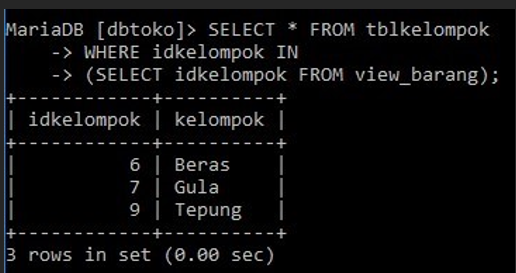 MariaDB [dbtoko]> SELECT * FROM tblkelompok
    -> WHERE idkelompok IN
    -> (SELECT idkelompok FROM view_barang);
+------------+----------+
| idkelompok | kelompok |
+------------+----------+
|          6 | Beras    |
|          7 | Gula     |
|          9 | Tepung   |
+------------+----------+
3 rows in set (0.00 sec)